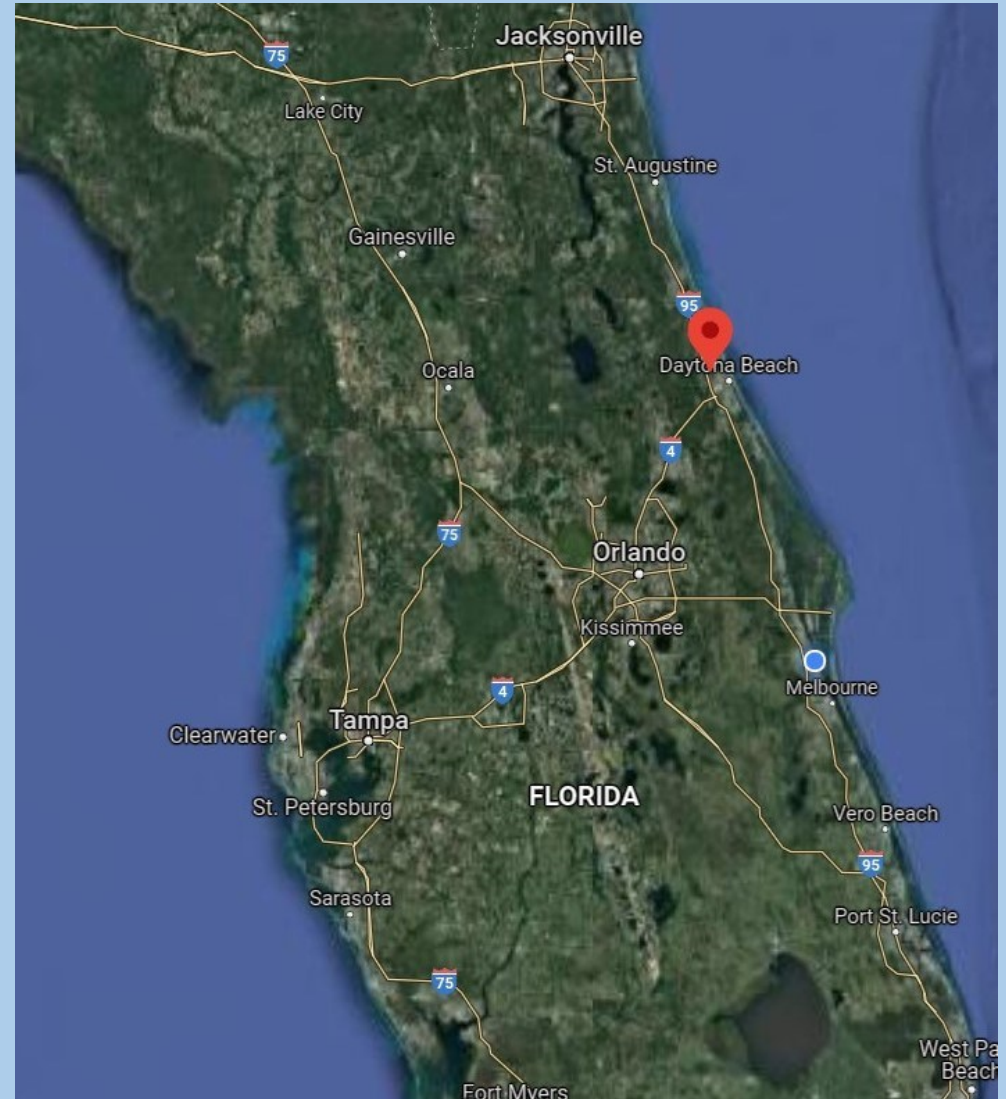 Jacksonville
75
Lake City
St. Augustine
Gainesville
95
Daytona Beach
Ocala
4
75
Orlando
Kissimmee
4
Melbourne
Tampa
Clearwater
FLORIDA
St. Petersburg
Vero Beach
95
Sarasota
Port St. Lucie
75
West Pa
Beach
Fort Myers